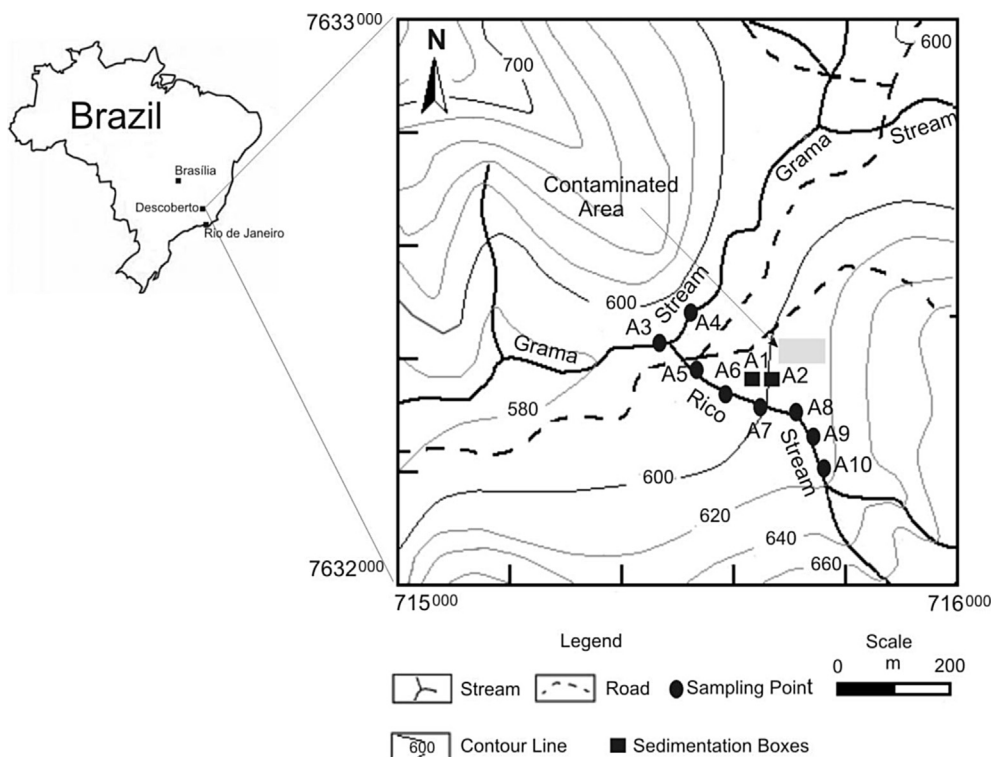 Brazil
Brasília
Descoberto
Rio de Janeiro
7633000
7632000
715000
716000
N
700
600
Grama
Stream
Contaminated
Area
600
Stream
A3
A4
Grama
A5
A6
A1
A2
Rico
A7
A8
A9
Stream
A10
580
600
620
640
660
Legend
Scale
0 m 200
Stream
Road
Sampling Point
600
Contour Line
Sedimentation Boxes